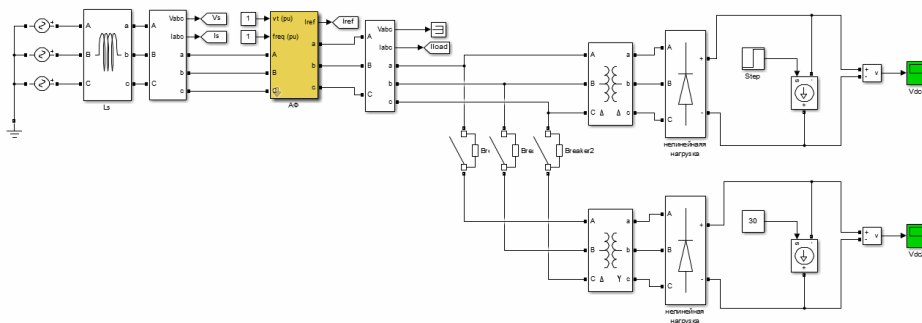 A
a
Vabc
Vs
Iabc
Is
B
b
C
c
A
a
b
c
Ls
1
vt (pu)
Iref
Iref
1
freq (pu)
a
A
B
b
C
c
АФ
Vabc
A
Iabc
Iload
B
a
b
C
c
A
a
B
b
C
Δ
Δ
c
A
+
B
C
-
нелинейная
нагрузка
Step
s
-
+
+
-
v
Vdc
Breaker2
A
a
B
b
C
Δ
Y
c
A
+
B
C
-
нелинейная
нагрузка
30
s
-
+
+
-
v
Vdc